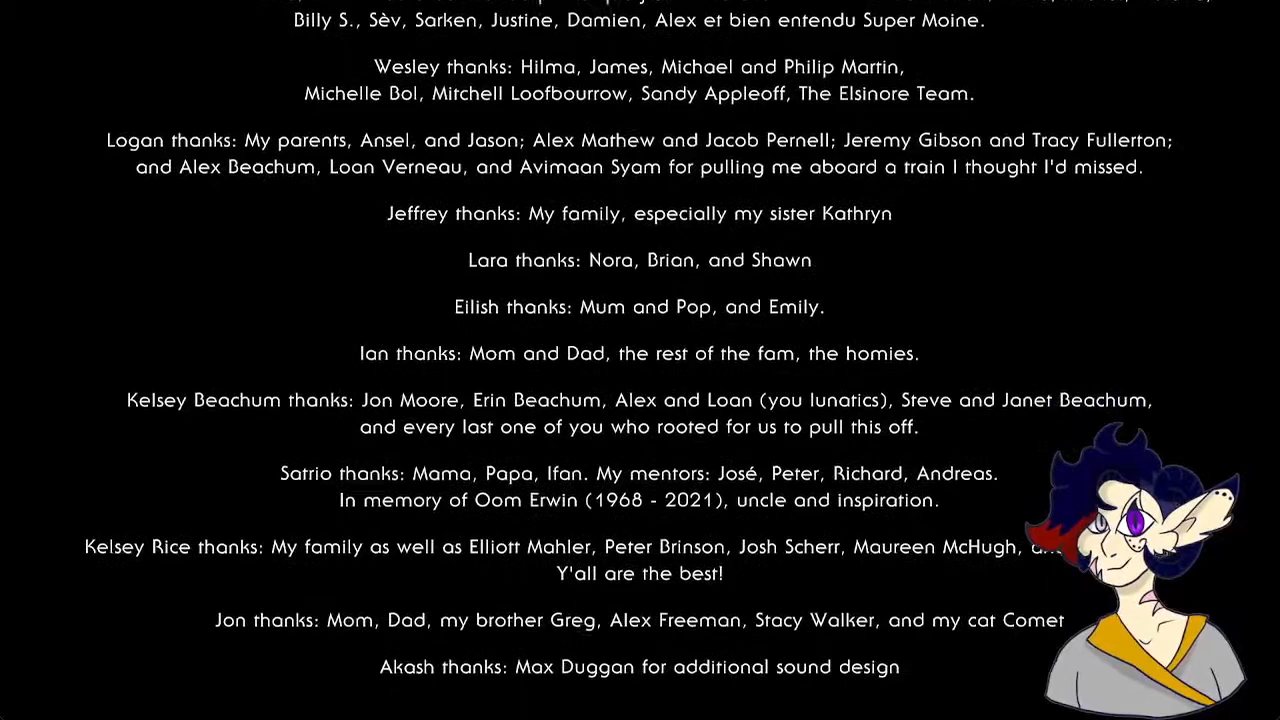 Billy S., Sèv, Sarken, Justine, Damien, Alex et bien entendu Super Moine.
Wesley thanks: Hilma, James, Michael and Philip Martin,
Michelle Bol, Mitchell Loofbourrow, Sandy Appleoff, The Elsinore Team.
Logan thanks: My parents, Ansel, and Jason; Alex Mathew and Jacob Pernell; Jeremy Gibson and Tracy Fullerton;
and Alex Beachum, Loan Verneau, and Avimaan Syam for pulling me aboard a train I thought I'd missed.
Jeffrey thanks: My family, especially my sister Kathryn
Lara thanks: Nora, Brian, and Shawn
Eilish thanks: Mum and Pop, and Emily.
Ian thanks: Mom and Dad, the rest of the fam, the homies.
Kelsey Beachum thanks: Jon Moore, Erin Beachum, Alex and Loan (you lunatics), Steve and Janet Beachum,
and every last one of you who rooted for us to pull this off.
Satrio thanks: Mama, Papa, Ifan. My mentors: José, Peter, Richard, Andreas.
In memory of Oom Erwin (1968 - 2021), uncle and inspiration.
Kelsey Rice thanks: My family as well as Elliott Mahler, Peter Brinson, Josh Scherr, Maureen McHugh,
Y'all are the best!
Jon thanks: Mom, Dad, my brother Greg, Alex Freeman, Stacy Walker, and my cat Comet
Akash thanks: Max Duggan for additional sound design